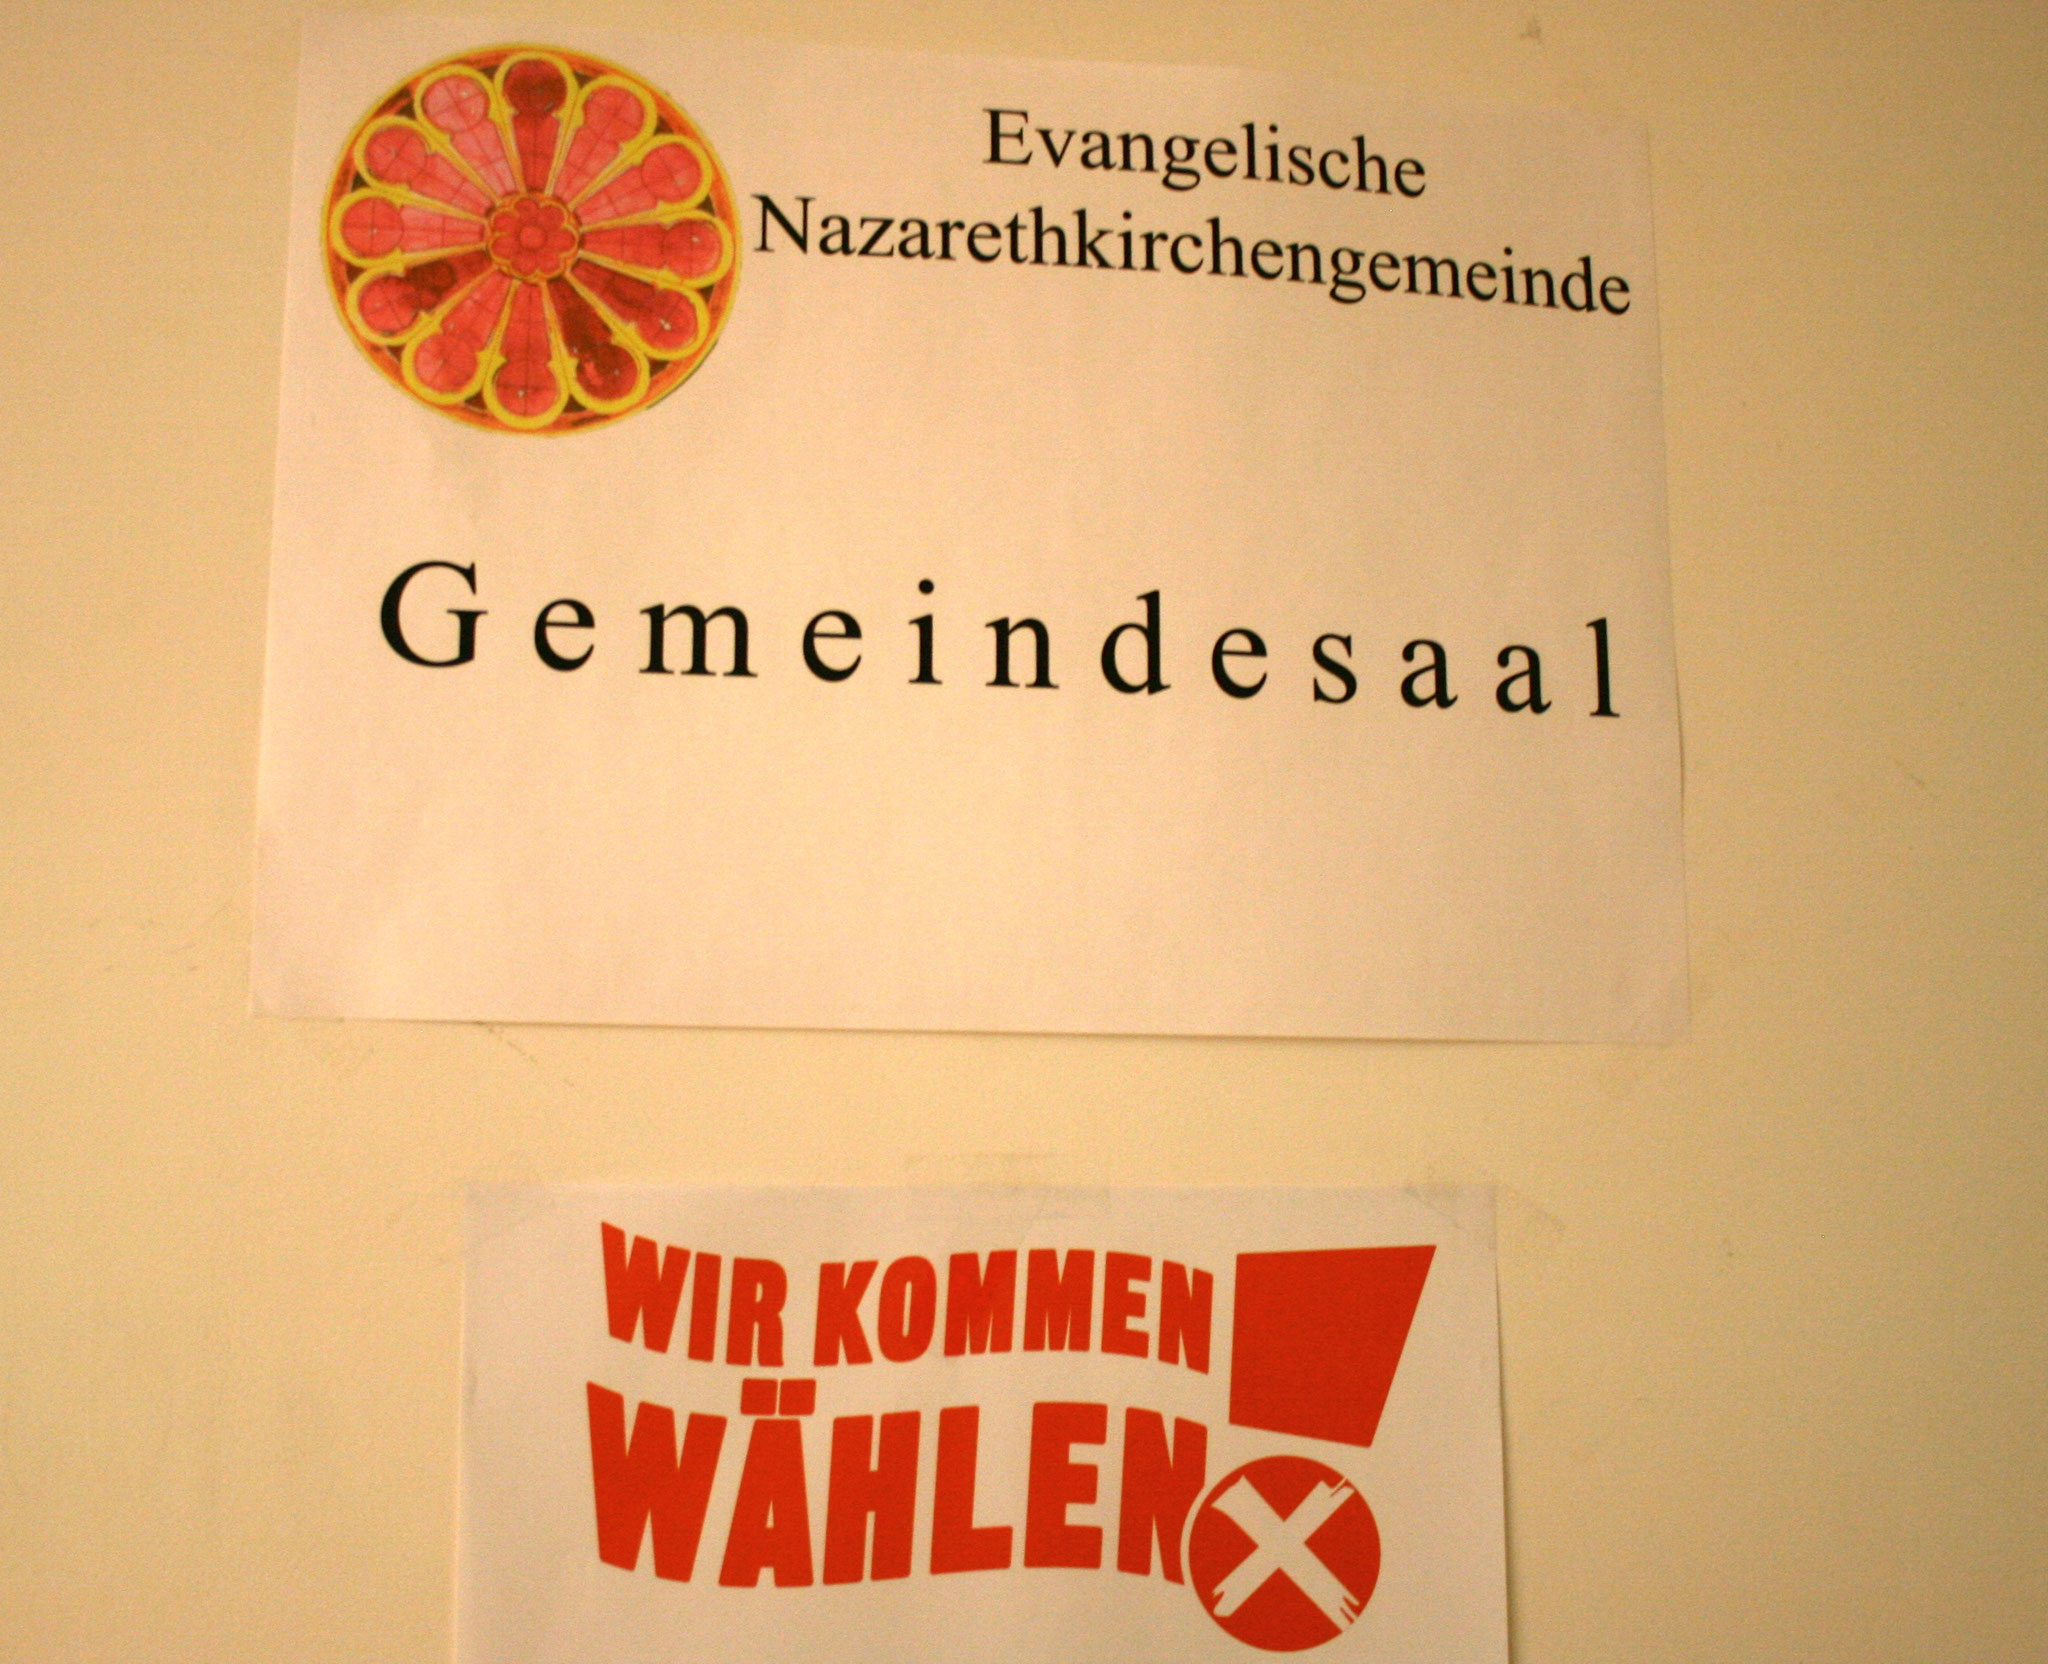 Evangelische
Nazarethkirchengemeinde
Gemeindesaal
WIR KOMMEN
WÄHLEN!